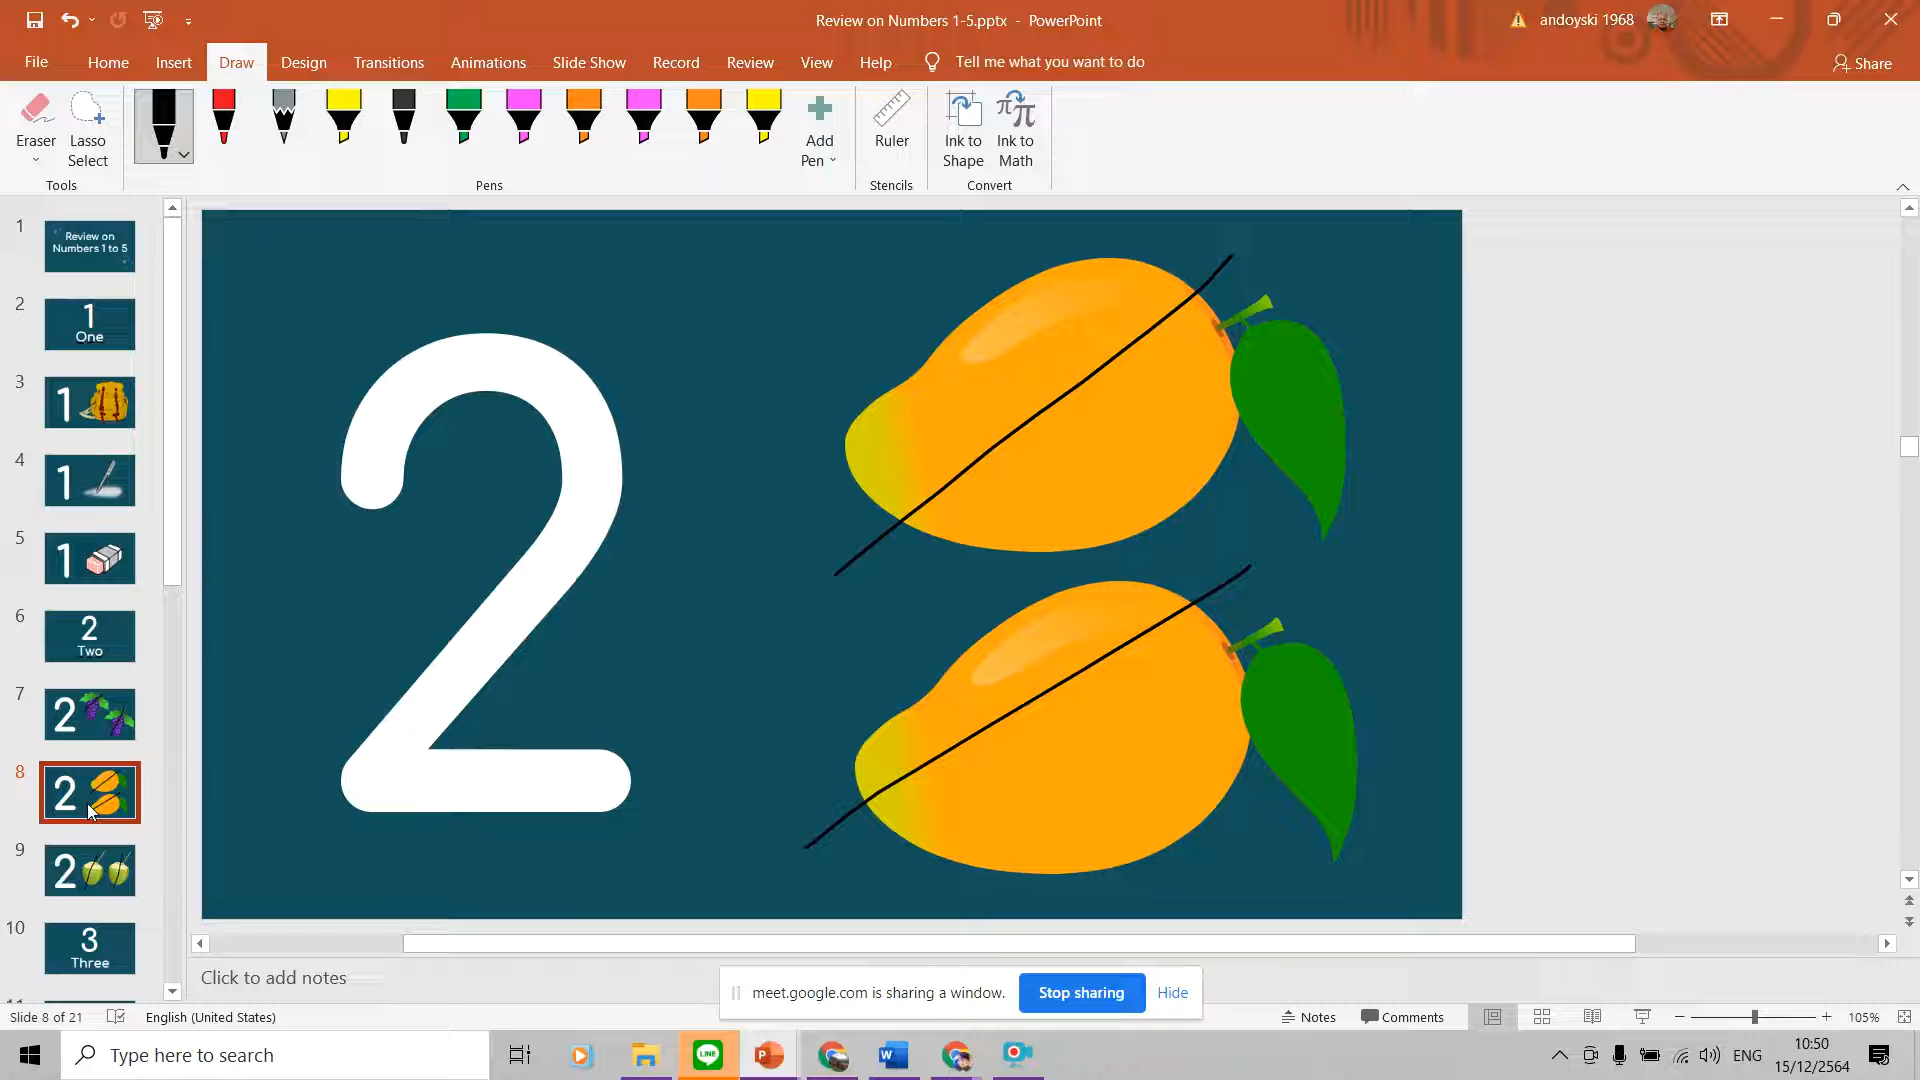 Review on Numbers 1-5.pptx - PowerPoint
andoyski 1968
File Home Insert Draw Design Transitions Animations Slide Show Record Review View Help Tell me what you want to do
Share
Eraser
Lasso Select
Add Pen
Ruler
Ink to Shape
Ink to Math
Tools
Pens
Stencils
Convert
1
Review on
Numbers 1 to 5
2
1
One
3
1
4
1
5
1
6
2
Two
7
2
8
2
9
2
10
3
Three
2
Click to add notes
meet.google.com is sharing a window.
Stop sharing
Hide
Slide 8 of 21
English (United States)
Notes
Comments
105%
Type here to search
LINE
ENG
10:50
15/12/2564